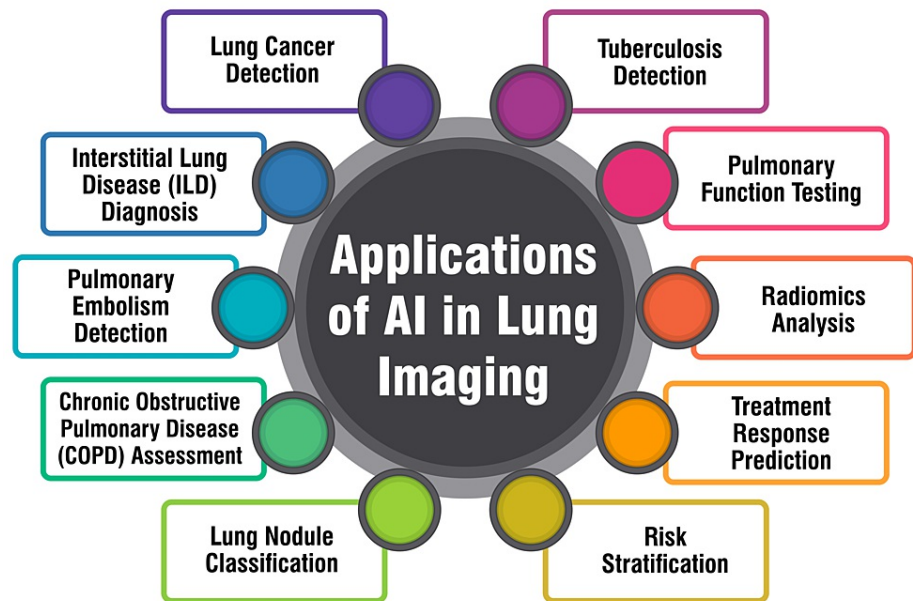 Lung Cancer
Detection
Tuberculosis
Detection
Interstitial Lung
Disease (ILD)
Diagnosis
Pulmonary
Function Testing
Pulmonary
Embolism
Detection
Applications
of AI in Lung
Imaging
Radiomics
Analysis
Chronic Obstructive
Pulmonary Disease
(COPD) Assessment
Treatment
Response
Prediction
Lung Nodule
Classification
Risk
Stratification